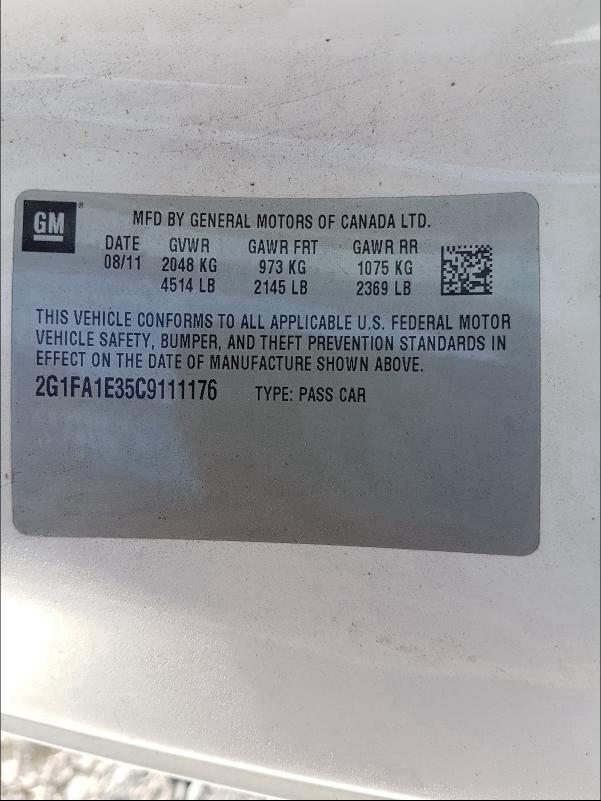 GM ®
MFD BY GENERAL MOTORS OF CANADA LTD.
DATE GVWR GAWR FRT GAWR RR
08/11 2048 KG 973 KG 1075 KG
4514 LB 2145 LB 2369 LB
THIS VEHICLE CONFORMS TO ALL APPLICABLE U.S. FEDERAL MOTOR
VEHICLE SAFETY, BUMPER, AND THEFT PREVENTION STANDARDS IN
EFFECT ON THE DATE OF MANUFACTURE SHOWN ABOVE.
2G1FA1E35C9111176 TYPE: PASS CAR